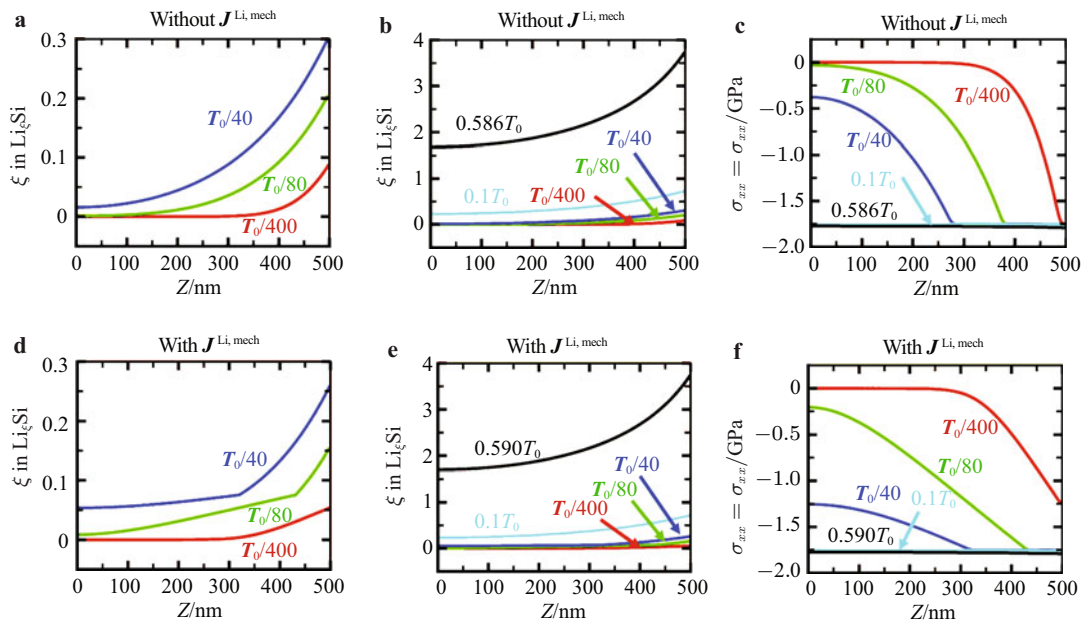 a
Without J^Li, mech
0.3
0.2
0.1
0
T₀/40
T₀/80
T₀/400
ξ in Li_ξSi
0 100 200 300 400 500
Z/nm
b
Without J^Li, mech
4
3
2
1
0
0.586T₀
T₀/40
T₀/80
0.1T₀
T₀/400
ξ in Li_ξSi
0 100 200 300 400 500
Z/nm
c
Without J^Li, mech
0
−0.5
−1.0
−1.5
−2.0
T₀/80
T₀/400
T₀/40
0.1T₀
0.586T₀
σxx = σxx/GPa
0 100 200 300 400 500
Z/nm
d
With J^Li, mech
0.3
0.2
0.1
0
T₀/40
T₀/80
T₀/400
ξ in Li_ξSi
0 100 200 300 400 500
Z/nm
e
With J^Li, mech
4
3
2
1
0
0.590T₀
T₀/40
T₀/80
0.1T₀
T₀/400
ξ in Li_ξSi
0 100 200 300 400 500
Z/nm
f
With J^Li, mech
0
−0.5
−1.0
−1.5
−2.0
T₀/400
T₀/80
T₀/40
0.1T₀
0.590T₀
σxx = σxx/GPa
0 100 200 300 400 500
Z/nm